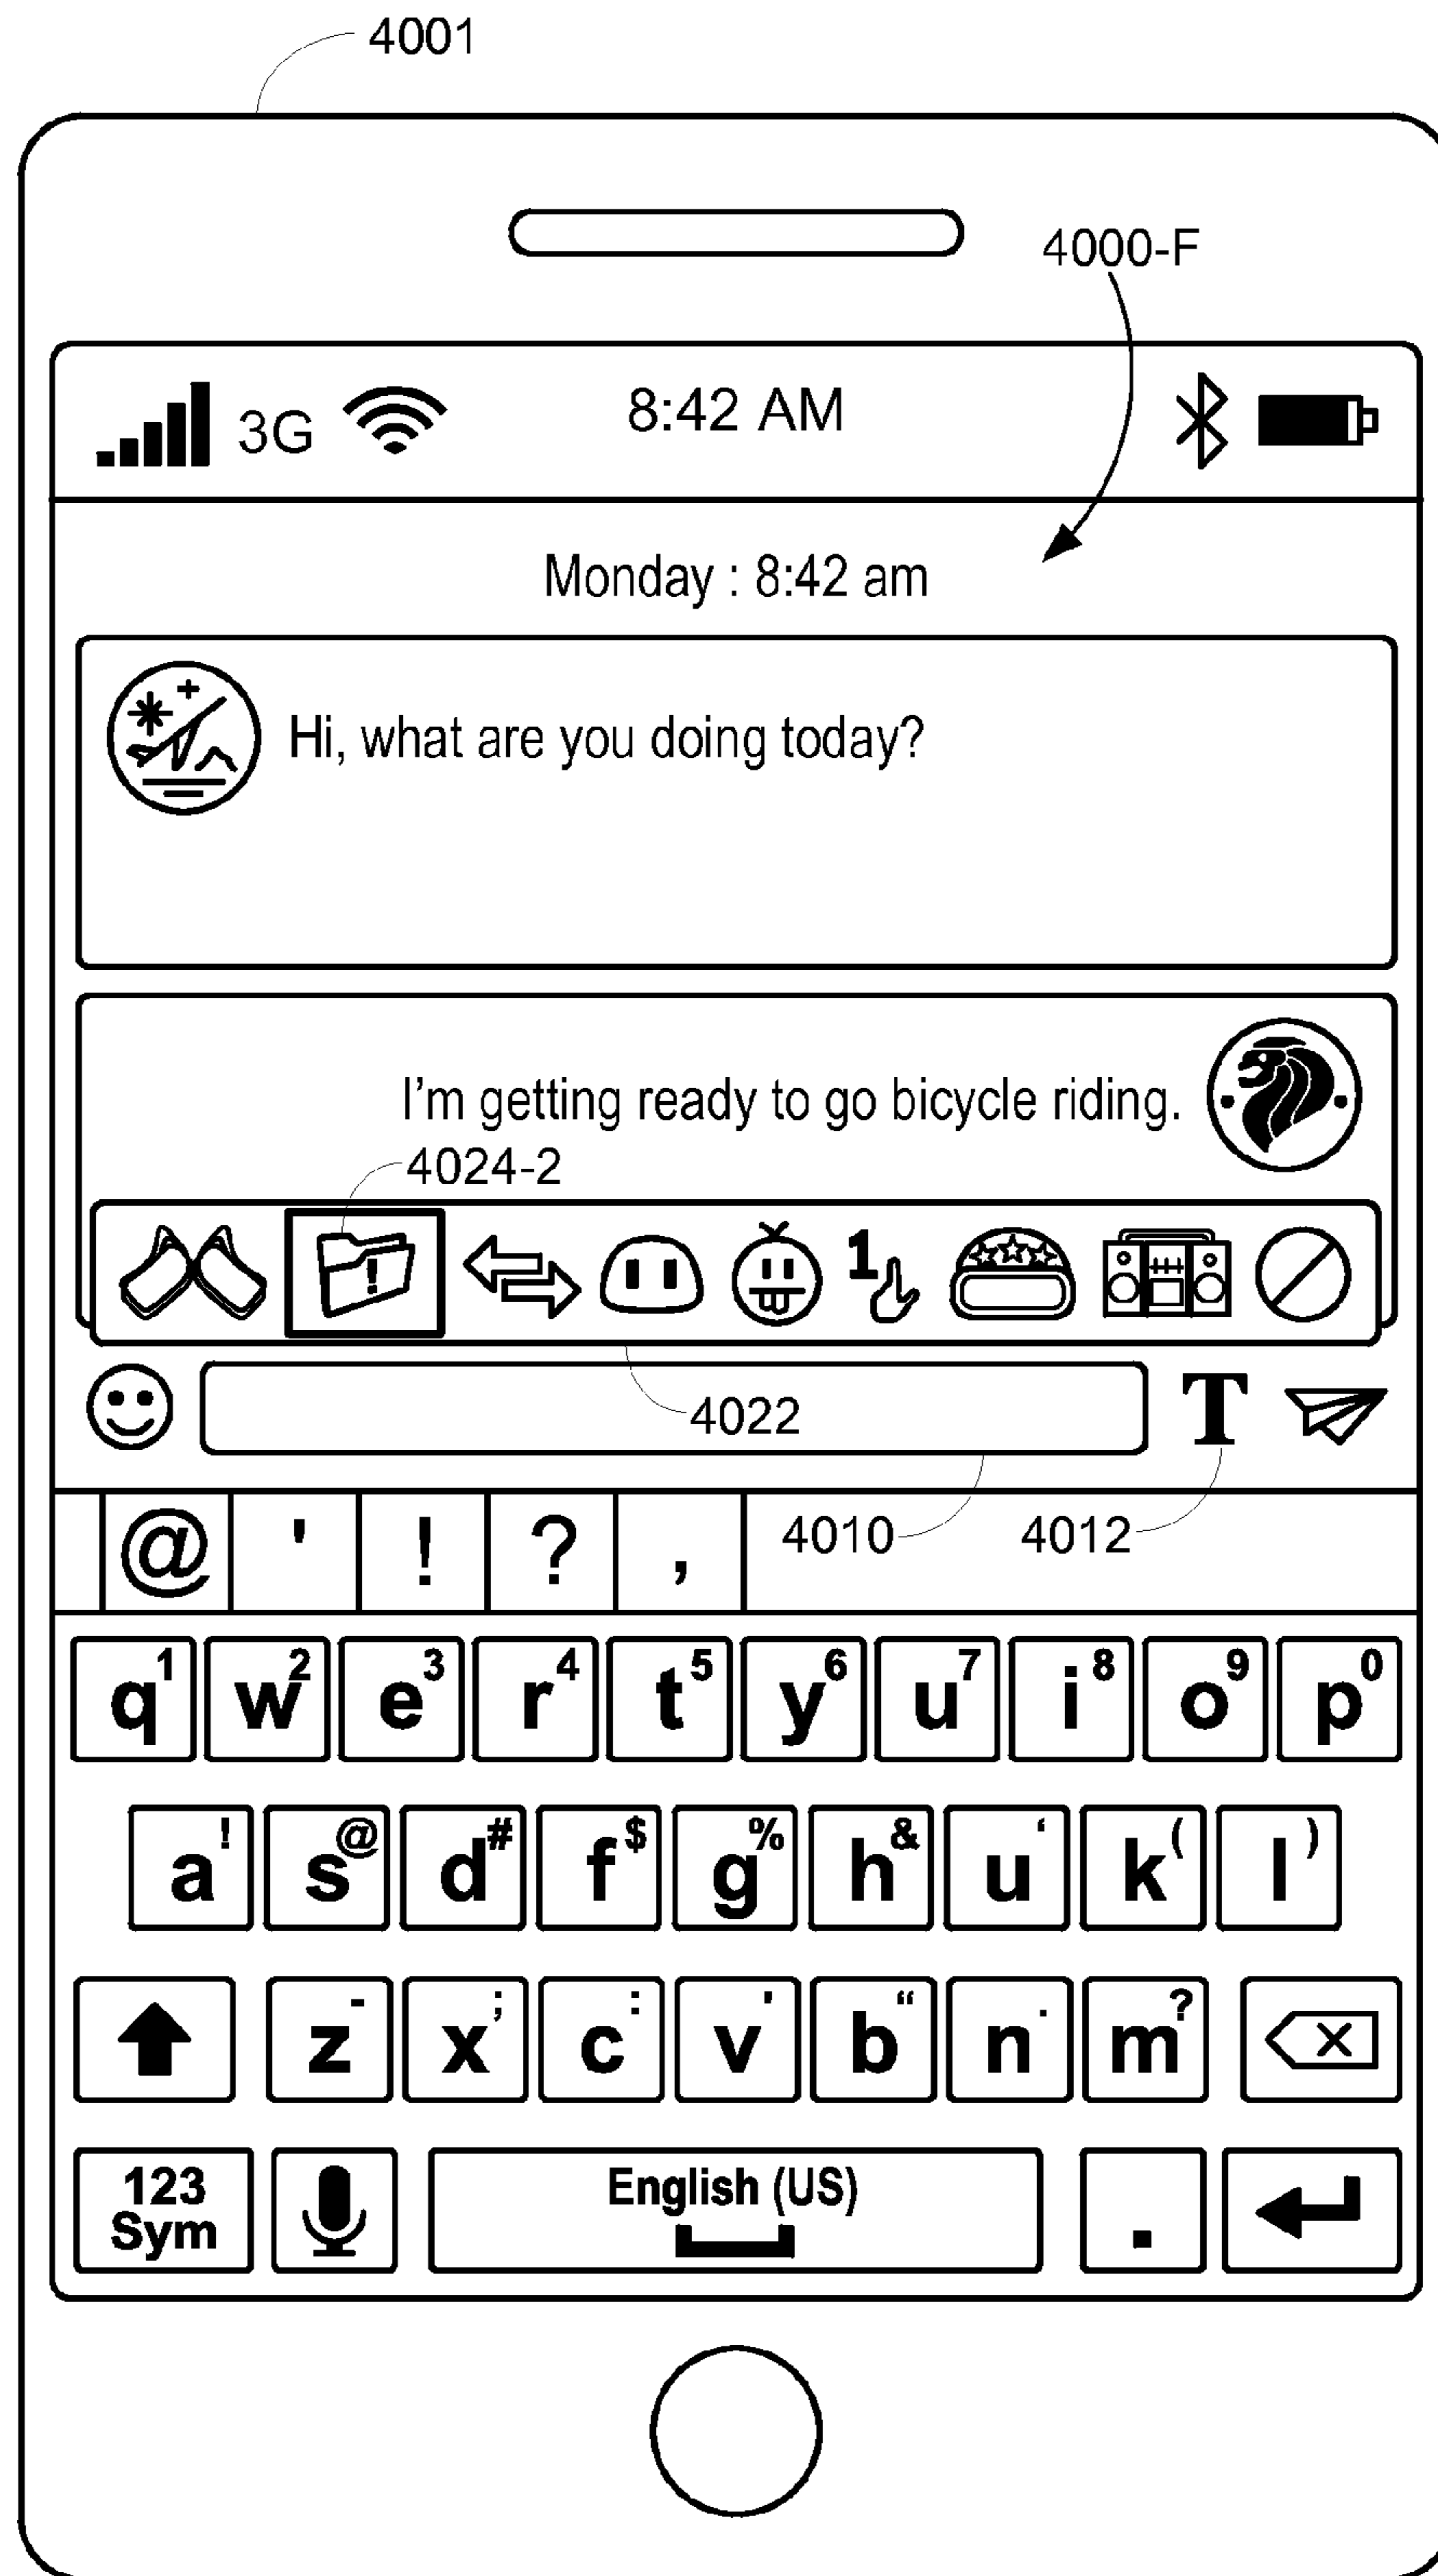 4001
4000-F
3G 8:42 AM
Monday : 8:42 am
Hi, what are you doing today?
I'm getting ready to go bicycle riding.
4024-2
!
1
4022
T
4010
4012
@ ' ! ? ,
q1 w2 e3 r4 t5 y6 u7 i8 o9 p0
a! s@ d# f$ g% h& u‘ k( l)
z- x; c: v' b“ n. m?
123
Sym
English (US)
.